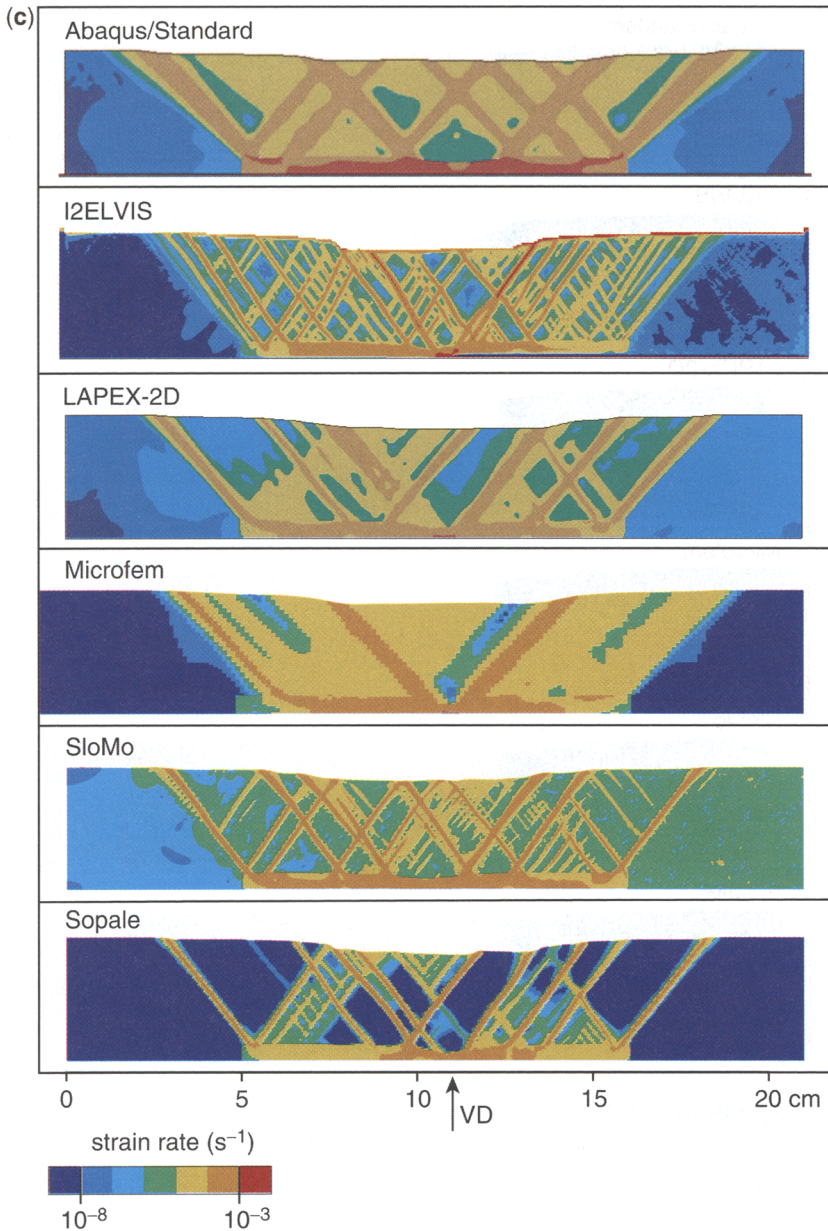 (c)
Abaqus/Standard
I2ELVIS
LAPEX-2D
Microfem
SloMo
Sopale
0 5 10 15 20 cm
VD
strain rate (s⁻¹)
10⁻⁸ 10⁻³